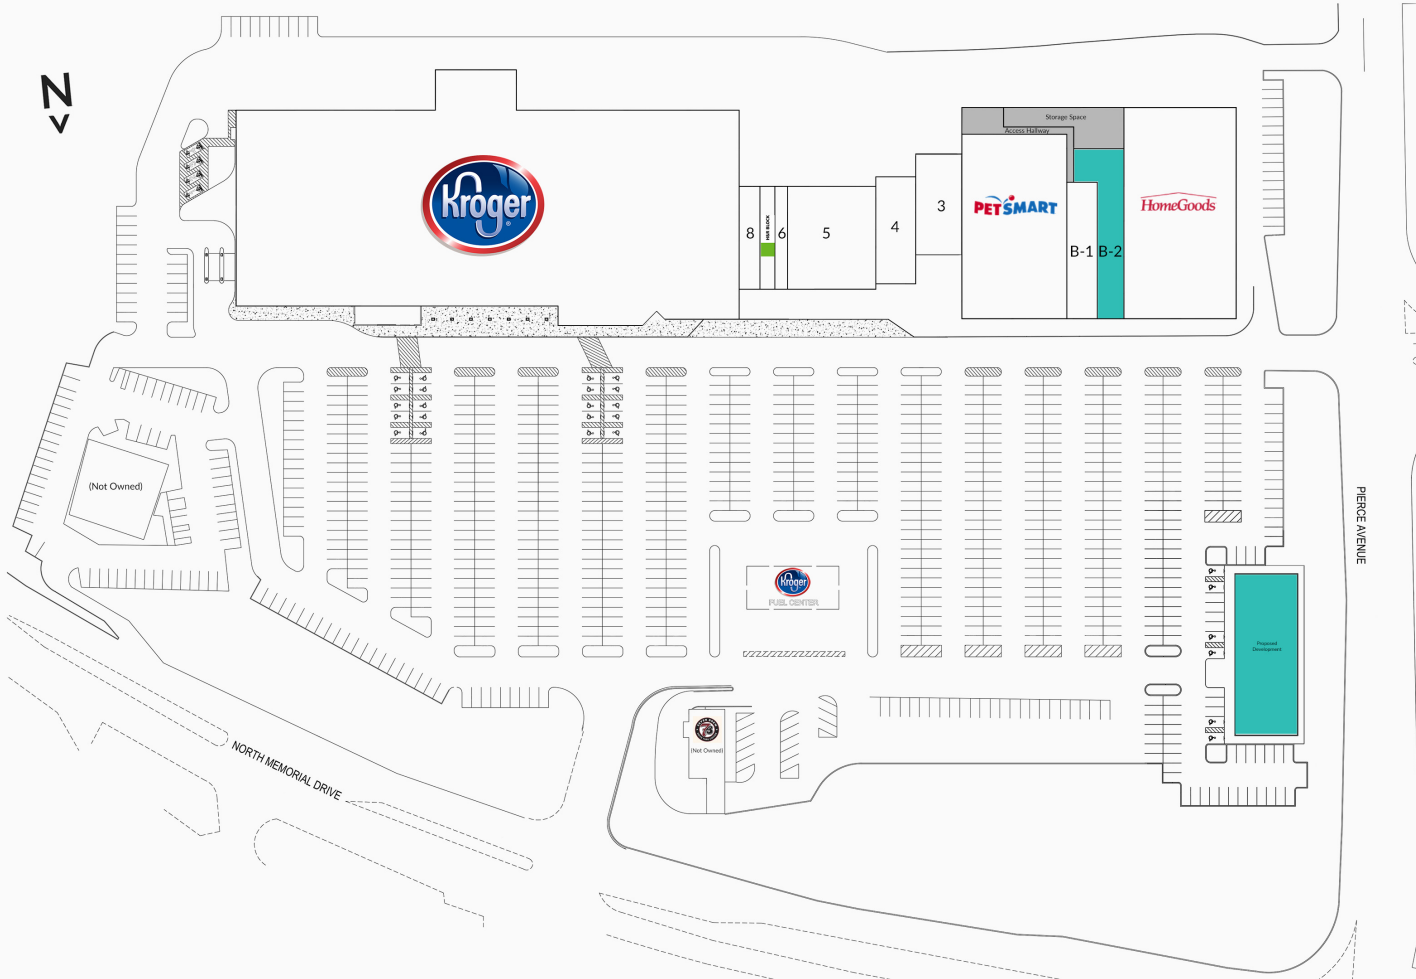 N
Storage Space
Access Hallway
Kroger
®
PETSMART
HomeGoods
3
4
8
H&R BLOCK
6
5
B-1
B-2
(Not Owned)
PIERCE AVENUE
Kroger
FUEL CENTER
Proposed
Development
(Not Owned)
NORTH MEMORIAL DRIVE